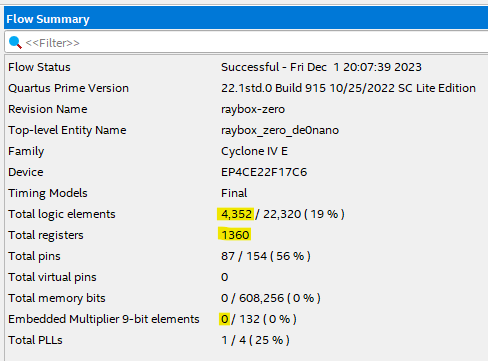 Flow Summary
<<Filter>>
Flow Status Successful - Fri Dec 1 20:07:39 2023
Quartus Prime Version 22.1std.0 Build 915 10/25/2022 SC Lite Edition
Revision Name raybox-zero
Top-level Entity Name raybox_zero_de0nano
Family Cyclone IV E
Device EP4CE22F17C6
Timing Models Final
Total logic elements 4,352 / 22,320 ( 19 % )
Total registers 1360
Total pins 87 / 154 ( 56 % )
Total virtual pins 0
Total memory bits 0 / 608,256 ( 0 % )
Embedded Multiplier 9-bit elements 0 / 132 ( 0 % )
Total PLLs 1 / 4 ( 25 % )